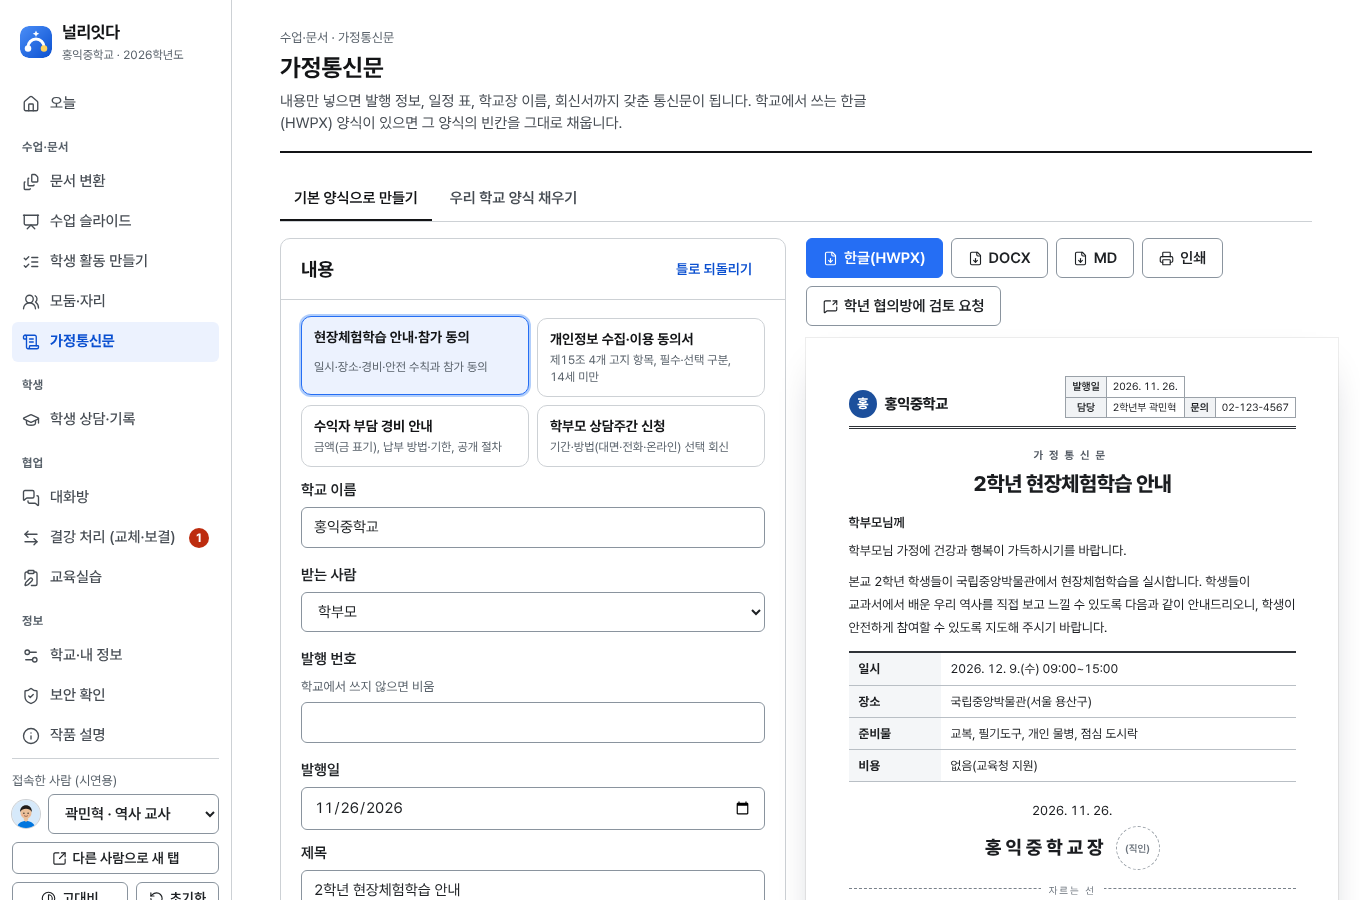 널리잇다
홍익중학교 · 2026학년도
오늘
수업·문서
문서 변환
수업 슬라이드
학생 활동 만들기
모둠·자리
가정통신문
학생
학생 상담·기록
협업
대화방
결강 처리 (교체·보결)
1
교육실습
정보
학교·내 정보
보안 확인
작품 설명
접속한 사람 (시연용)
곽민혁 · 역사 교사
다른 사람으로 새 탭
고대비
초기화
수업·문서 · 가정통신문
가정통신문
내용만 넣으면 발행 정보, 일정 표, 학교장 이름, 회신서까지 갖춘 통신문이 됩니다. 학교에서 쓰는 한글
(HWPX) 양식이 있으면 그 양식의 빈칸을 그대로 채웁니다.
기본 양식으로 만들기
우리 학교 양식 채우기
내용
틀로 되돌리기
현장체험학습 안내·참가 동의
일시·장소·경비·안전 수칙과 참가 동의
개인정보 수집·이용 동의서
제15조 4개 고지 항목, 필수·선택 구분,
14세 미만
수익자 부담 경비 안내
금액(금 표기), 납부 방법·기한, 공개 절차
학부모 상담주간 신청
기간·방법(대면·전화·온라인) 선택 회신
학교 이름
홍익중학교
받는 사람
학부모
발행 번호
학교에서 쓰지 않으면 비움
발행일
11/26/2026
제목
2학년 현장체험학습 안내
한글(HWPX)
DOCX
MD
인쇄
학년 협의방에 검토 요청
홍
홍익중학교
발행일 2026. 11. 26.
담당 2학년부 곽민혁 문의 02-123-4567
가 정 통 신 문
2학년 현장체험학습 안내
학부모님께
학부모님 가정에 건강과 행복이 가득하시기를 바랍니다.
본교 2학년 학생들이 국립중앙박물관에서 현장체험학습을 실시합니다. 학생들이
교과서에서 배운 우리 역사를 직접 보고 느낄 수 있도록 다음과 같이 안내드리오니, 학생이
안전하게 참여할 수 있도록 지도해 주시기 바랍니다.
일시 2026. 12. 9.(수) 09:00~15:00
장소 국립중앙박물관(서울 용산구)
준비물 교복, 필기도구, 개인 물병, 점심 도시락
비용 없음(교육청 지원)
2026. 11. 26.
홍익중학교장
(직인)
자르는 선